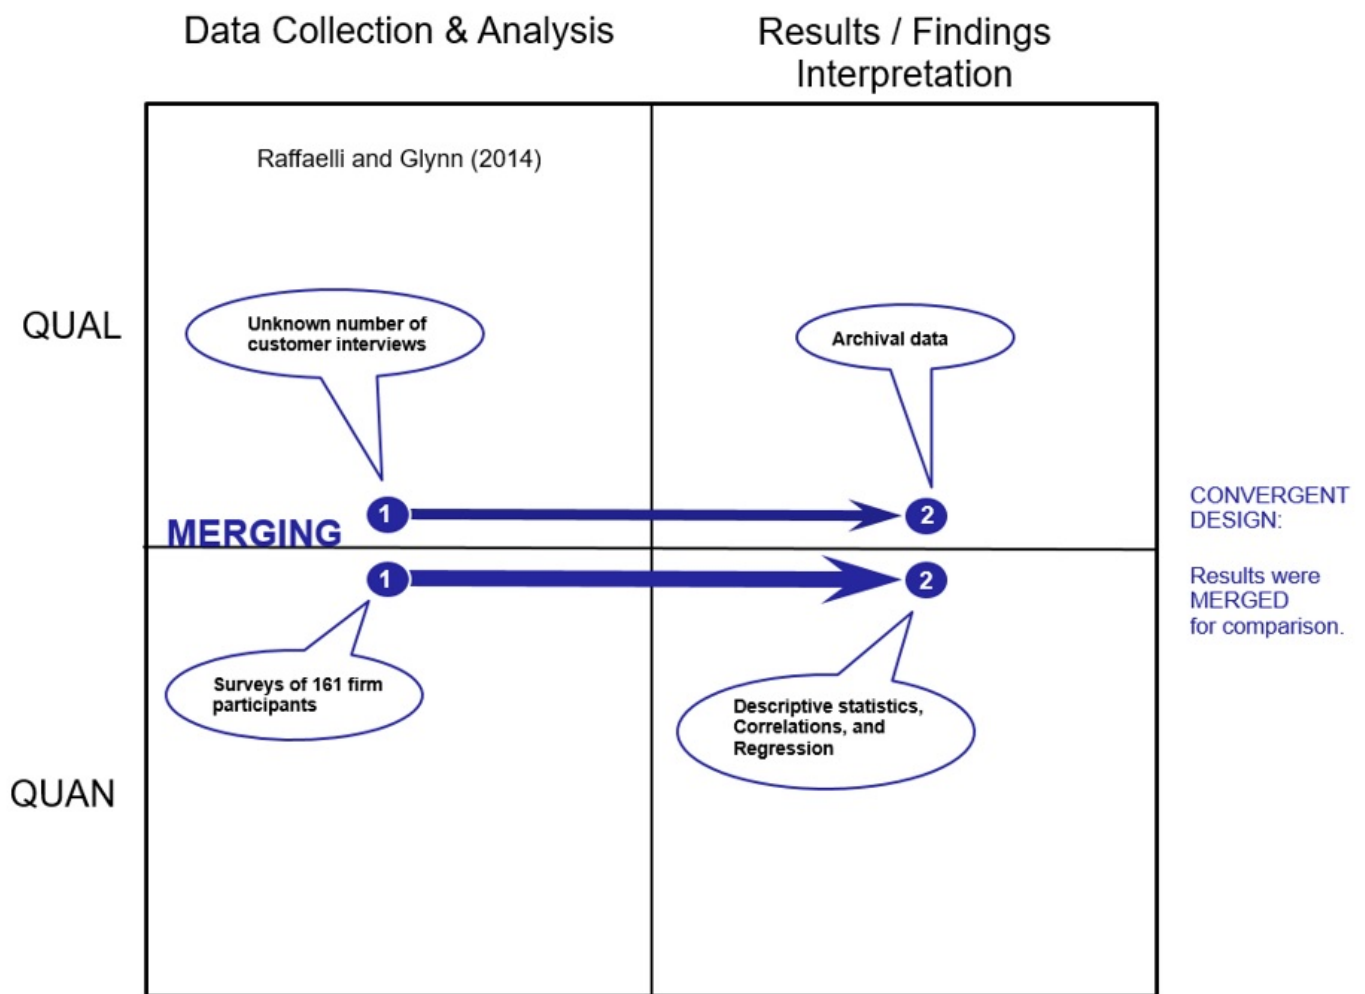 Data Collection & Analysis
Results / Findings
Interpretation
Raffaelli and Glynn (2014)
QUAL
Unknown number of
customer interviews
Archival data
1
2
MERGING
CONVERGENT
DESIGN:
Results were
MERGED
for comparison.
1
2
Surveys of 161 firm
participants
Descriptive statistics,
Correlations, and
Regression
QUAN